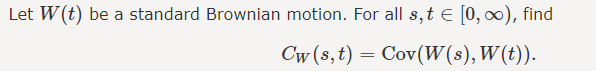 Let W(t) be a standard Brownian motion. For all s, t ∈ [0, ∞), find
C_W(s, t) = Cov(W(s), W(t)).